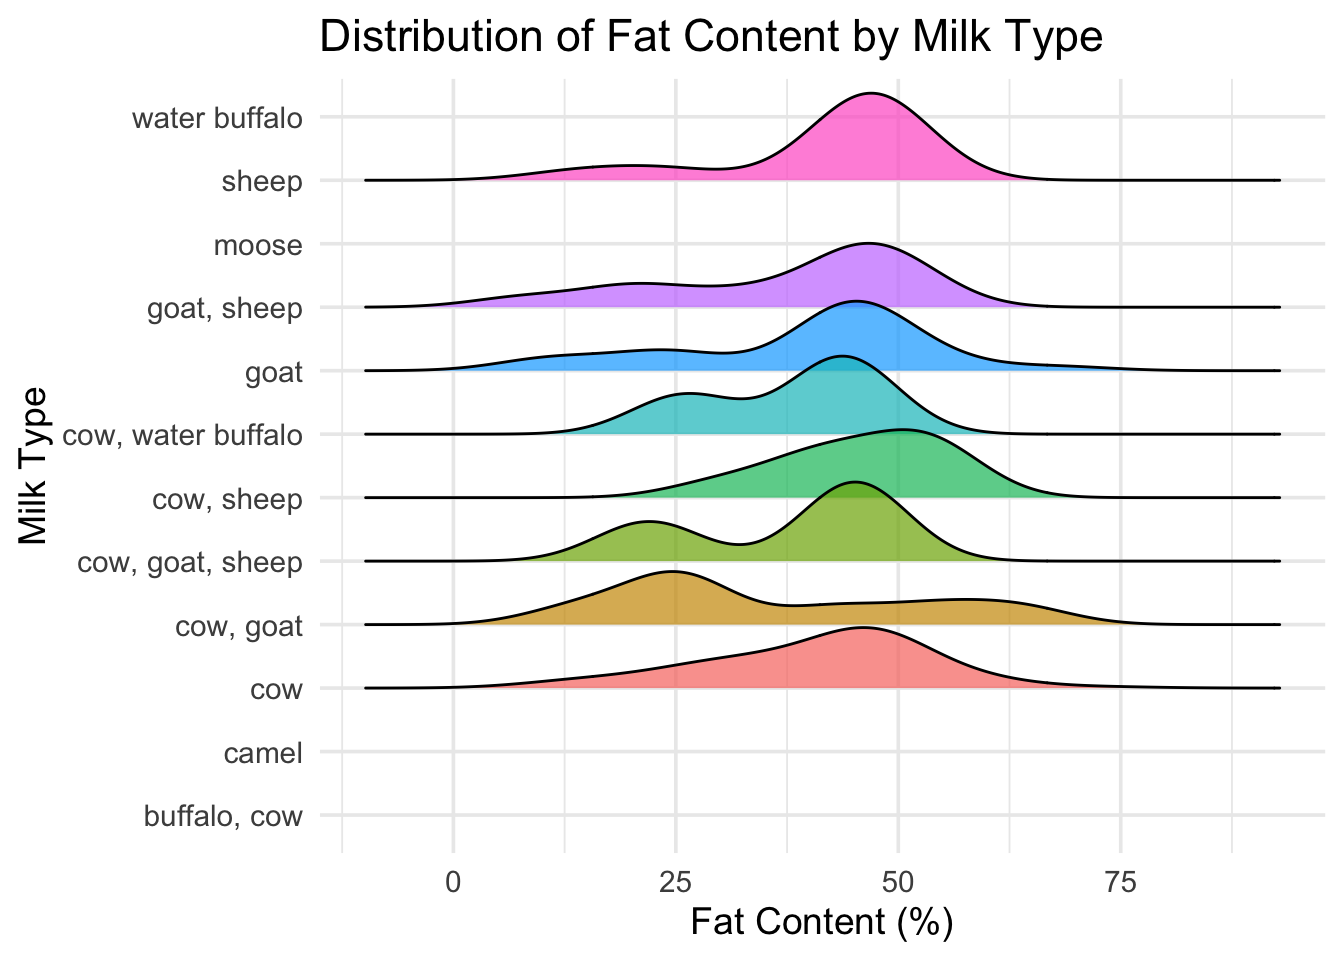 Distribution of Fat Content by Milk Type
water buffalo
sheep
moose
goat, sheep
goat
cow, water buffalo
cow, sheep
cow, goat, sheep
cow, goat
cow
camel
buffalo, cow
Milk Type
0 25 50 75
Fat Content (%)